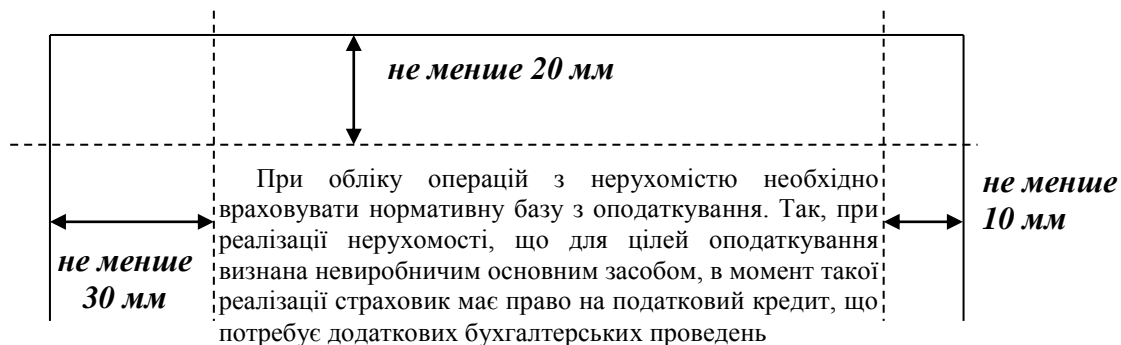 не менше 20 мм
При обліку операцій з нерухомістю необхідно
враховувати нормативну базу з оподаткування. Так, при
реалізації нерухомості, що для цілей оподаткування
визнана невиробничим основним засобом, в момент такої
реалізації страховик має право на податковий кредит, що
потребує додаткових бухгалтерських проведень
не менше
30 мм
не менше
10 мм